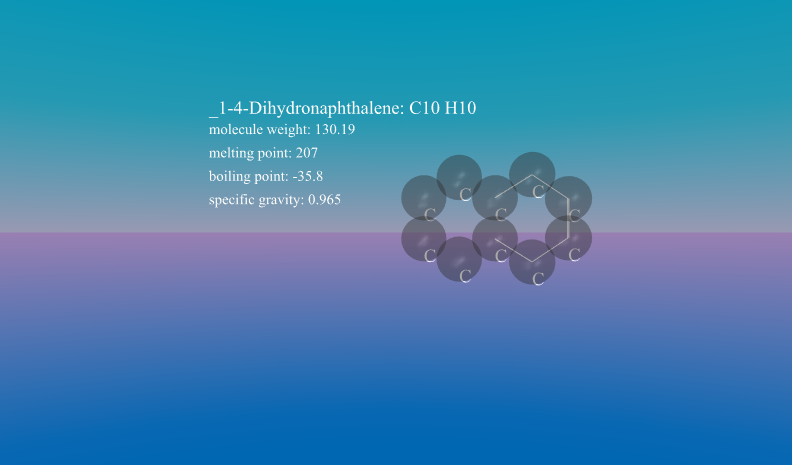 _1-4-Dihydronaphthalene: C10 H10
molecule weight: 130.19
melting point: 207
boiling point: -35.8
specific gravity: 0.965
C C
C C C
C C C
C C